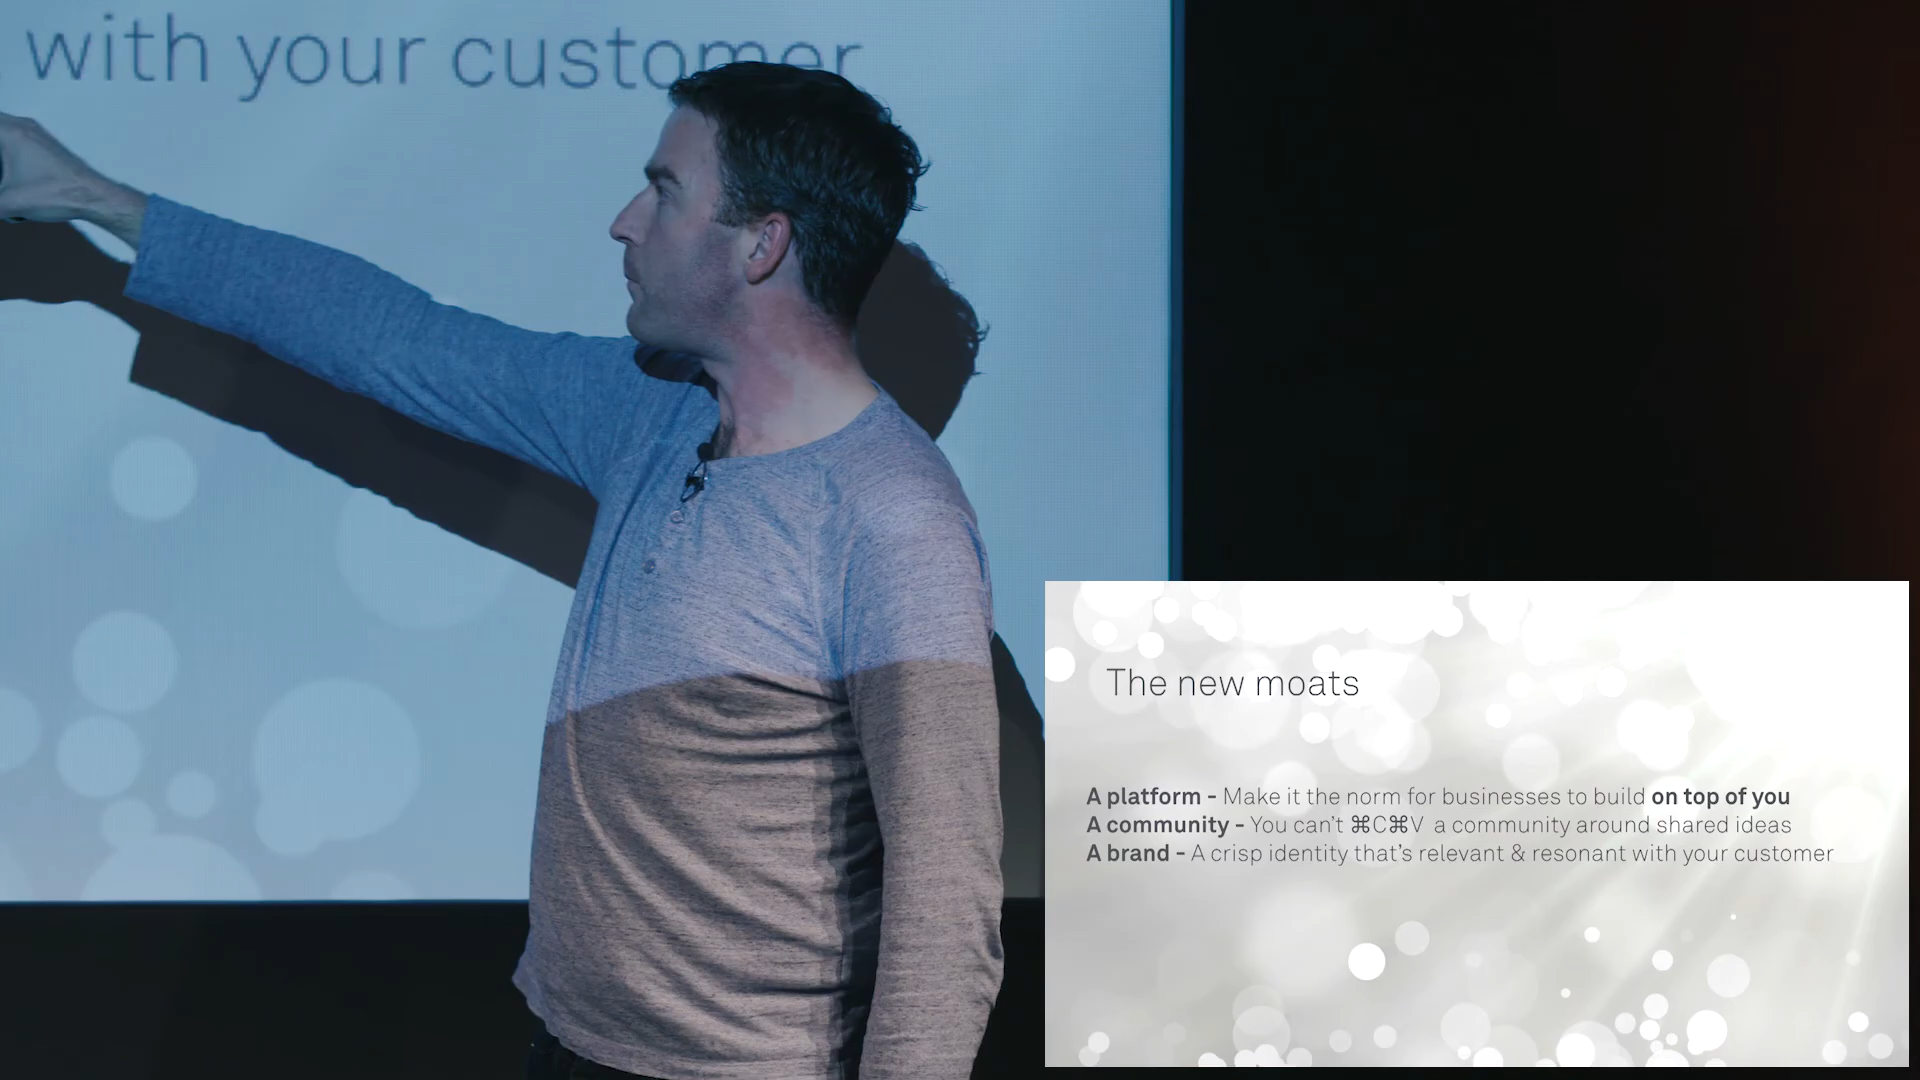 with your customer
The new moats
A platform - Make it the norm for businesses to build on top of you
A community - You can't ⌘C⌘V a community around shared ideas
A brand - A crisp identity that's relevant & resonant with your customer